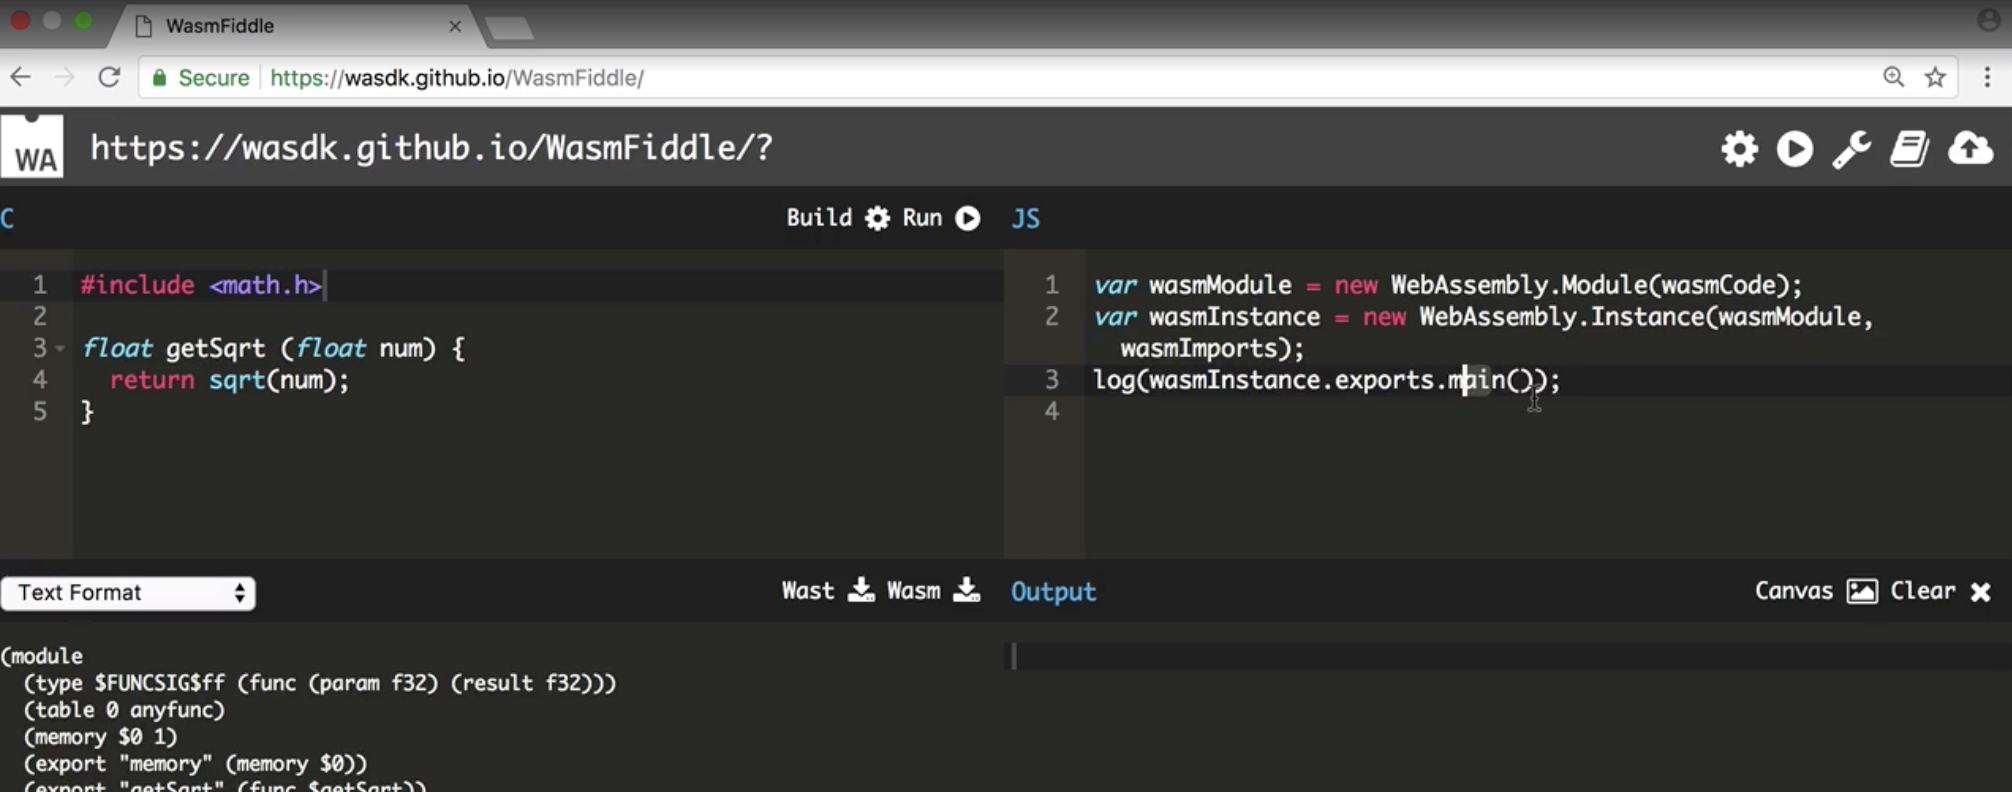 WasmFiddle
Secure https://wasdk.github.io/WasmFiddle/
WA https://wasdk.github.io/WasmFiddle/?
C Build Run
1 #include <math.h>
2
3 float getSqrt (float num) {
4 return sqrt(num);
5 }
JS
1 var wasmModule = new WebAssembly.Module(wasmCode);
2 var wasmInstance = new WebAssembly.Instance(wasmModule,
wasmImports);
3 log(wasmInstance.exports.main());
4
Text Format Wast Wasm
(module
(type $FUNCSIG$ff (func (param f32) (result f32)))
(table 0 anyfunc)
(memory $0 1)
(export "memory" (memory $0))
(export "getSqrt" (func $getSqrt))
Output Canvas Clear